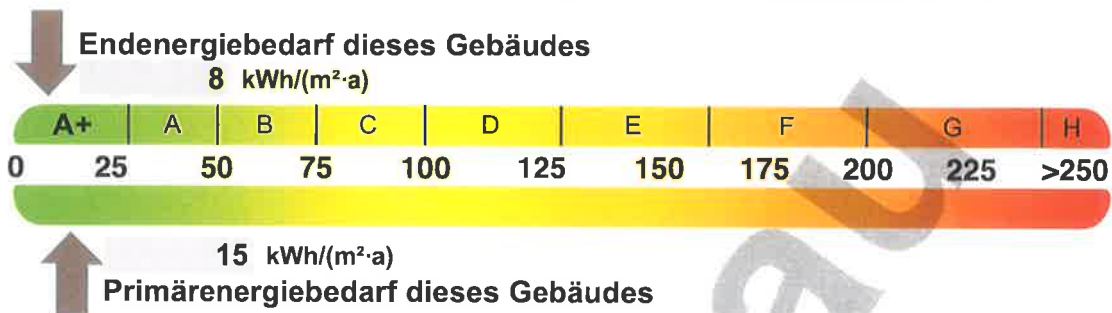 Endenergiebedarf dieses Gebäudes
8 kWh/(m²·a)
A+ A B C D E F G H
0 25 50 75 100 125 150 175 200 225 >250
15 kWh/(m²·a)
Primärenergiebedarf dieses Gebäudes